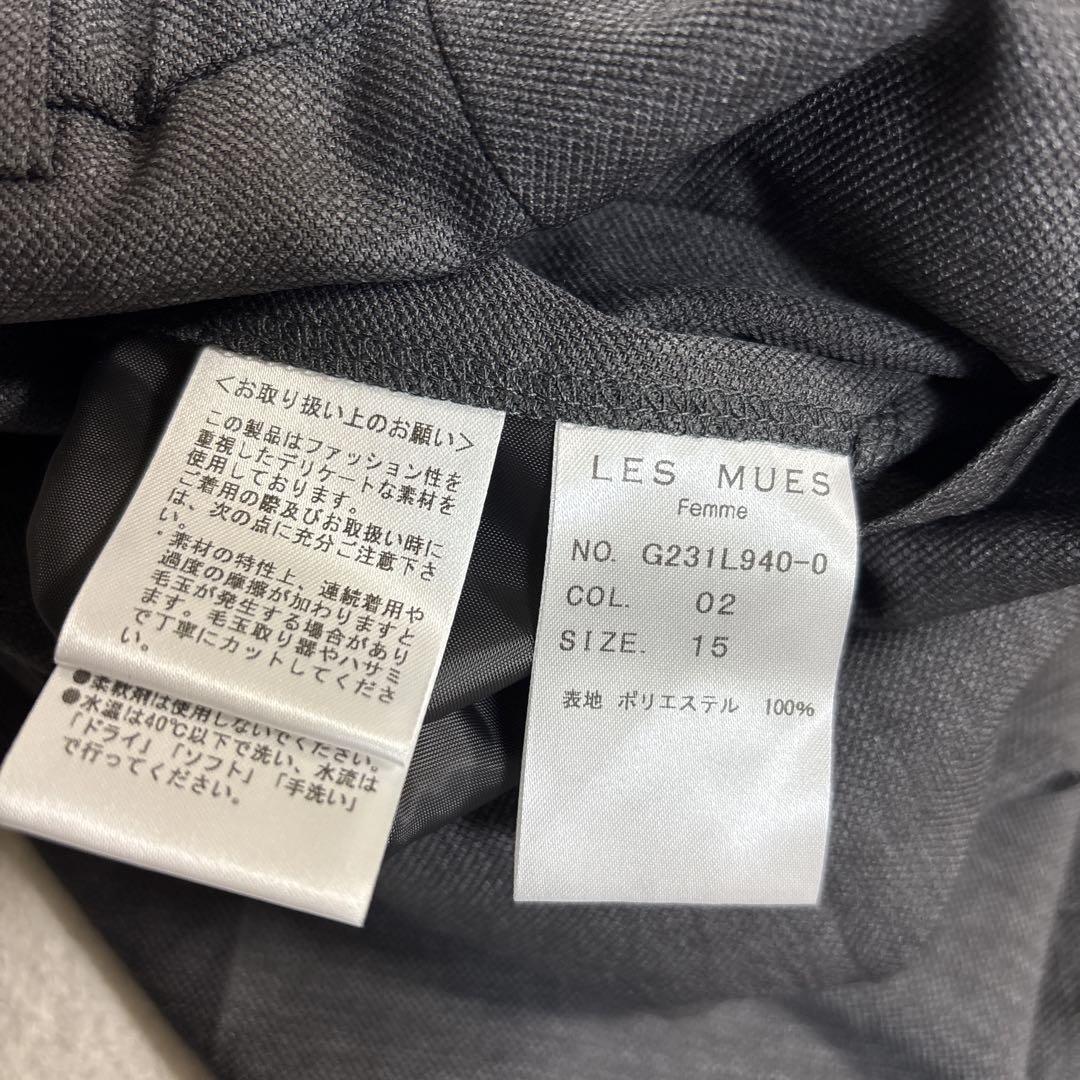 ＜お取り扱い上のお願い＞
この製品はファッション性を
重視したデリケートな素材を
使用しております。
ご着用の際及びお取扱い時に
は、次の点に充分ご注意下さ
い。
・素材の特性上、連続着用や
過度の摩擦が加わりますと
毛玉が発生する場合があり
ます。毛玉取り器やハサミ
で丁寧にカットしてくださ
い。
●柔軟剤は使用しないでください。
●水温は40℃以下で洗い、水流は
「ドライ」「ソフト」「手洗い」
で行ってください。
LES MUES
Femme
NO. G231L940-0
COL. 02
SIZE. 15
表地 ポリエステル 100%